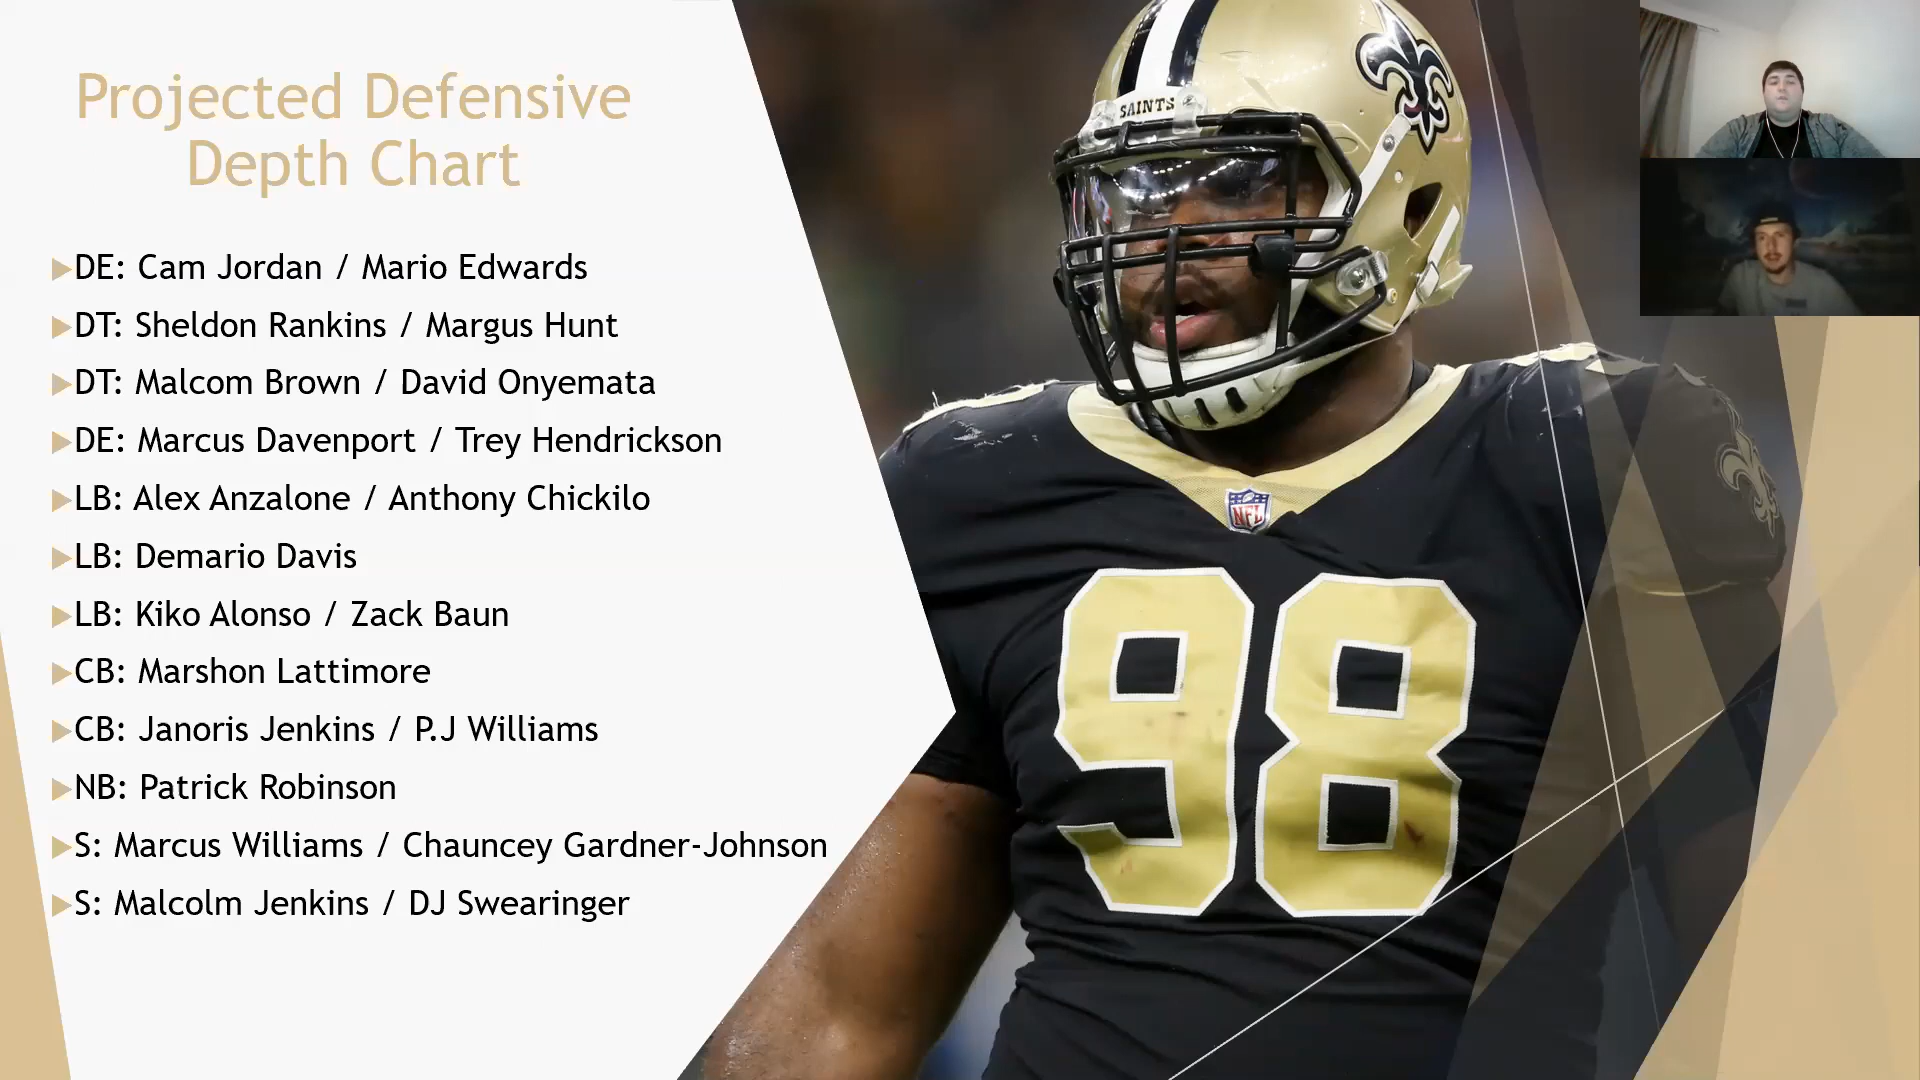 Projected Defensive
Depth Chart
DE: Cam Jordan / Mario Edwards
DT: Sheldon Rankins / Margus Hunt
DT: Malcom Brown / David Onyemata
DE: Marcus Davenport / Trey Hendrickson
LB: Alex Anzalone / Anthony Chickilo
LB: Demario Davis
LB: Kiko Alonso / Zack Baun
CB: Marshon Lattimore
CB: Janoris Jenkins / P.J Williams
NB: Patrick Robinson
S: Marcus Williams / Chauncey Gardner-Johnson
S: Malcolm Jenkins / DJ Swearinger
SAINTS
NFL
98